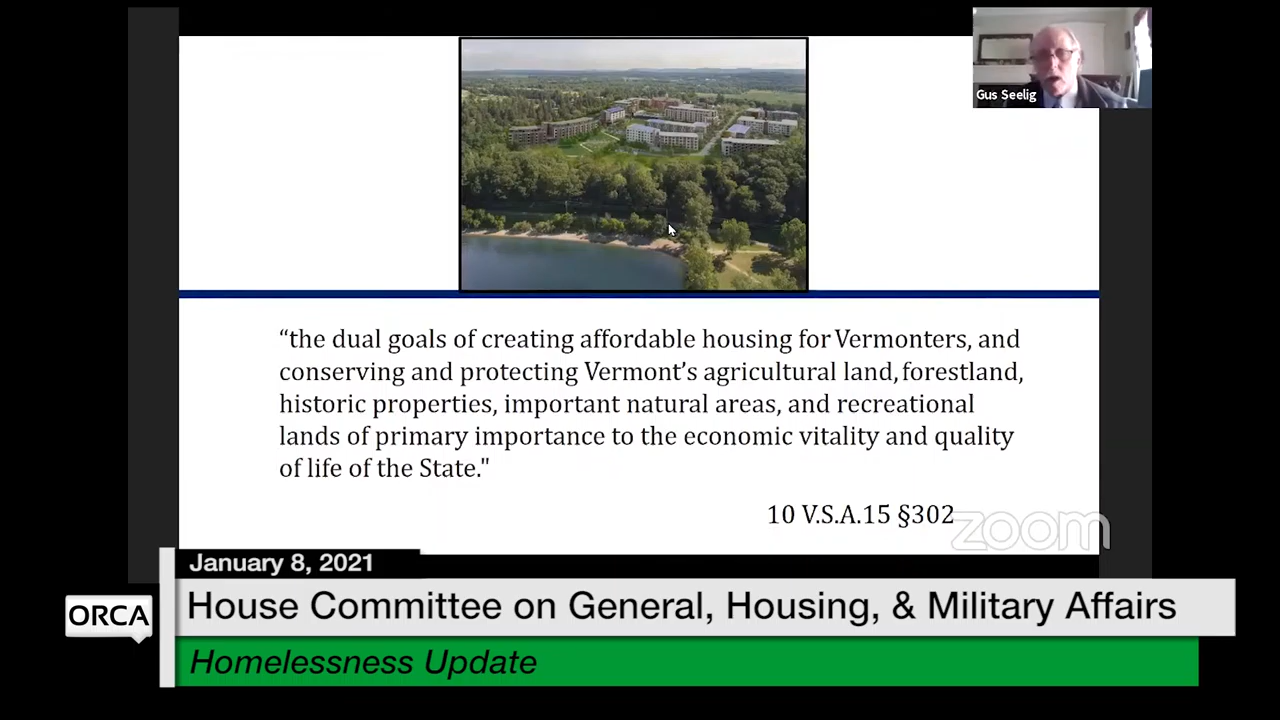 Gus Seelig
“the dual goals of creating affordable housing for Vermonters, and
conserving and protecting Vermont’s agricultural land, forestland,
historic properties, important natural areas, and recreational
lands of primary importance to the economic vitality and quality
of life of the State."
10 V.S.A.15 §302
zoom
January 8, 2021
ORCA
House Committee on General, Housing, & Military Affairs
Homelessness Update